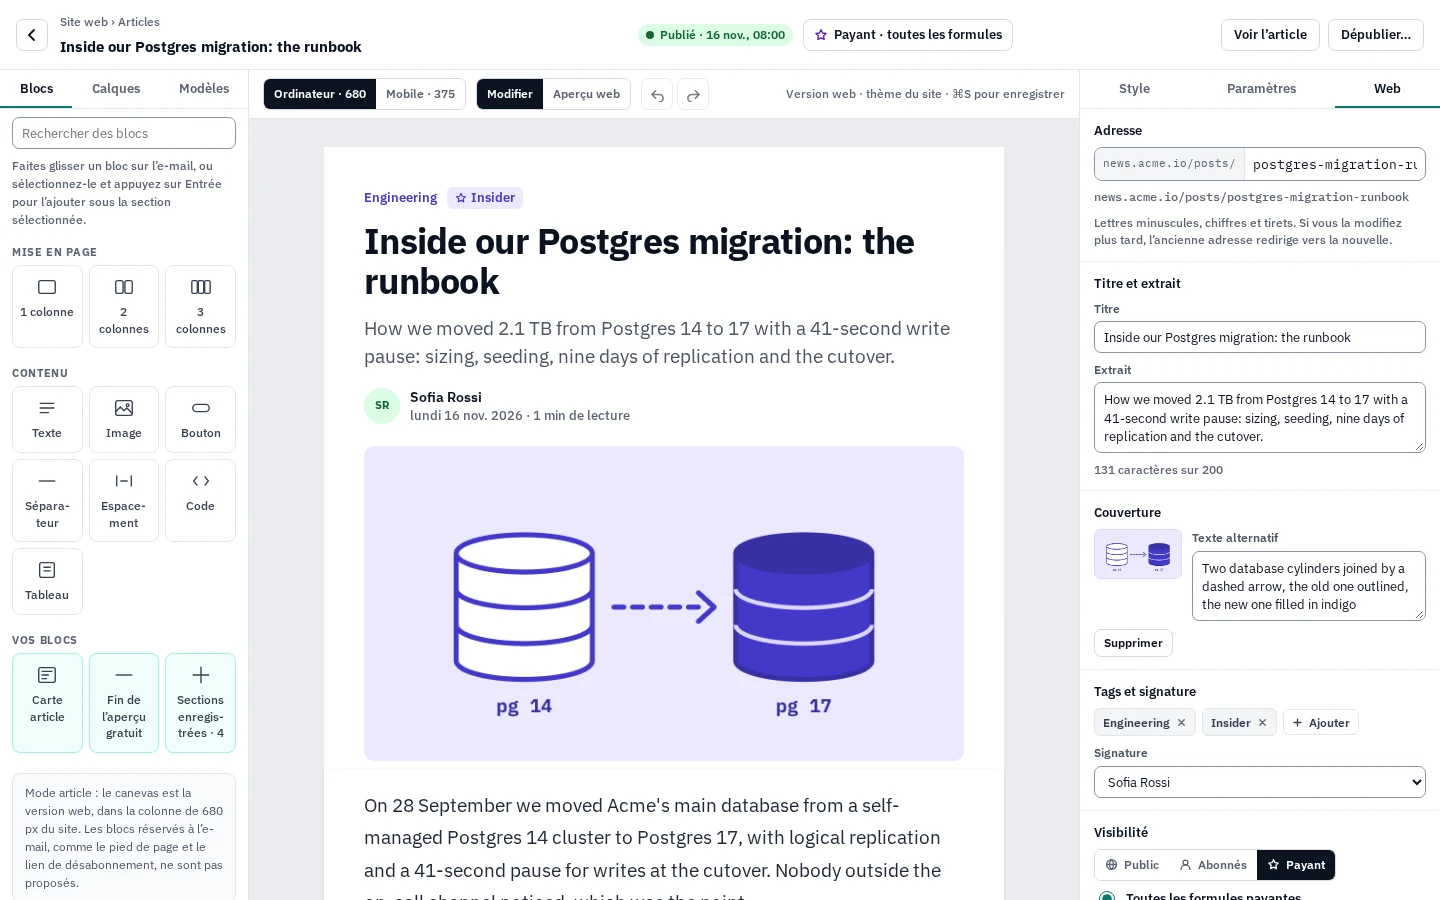 Site web › Articles
Inside our Postgres migration: the runbook
Publié · 16 nov., 08:00
Payant · toutes les formules
Voir l’article
Dépublier…
Blocs
Calques
Modèles
Rechercher des blocs
Faites glisser un bloc sur l’e-mail, ou
sélectionnez-le et appuyez sur Entrée
pour l’ajouter sous la section
sélectionnée.
MISE EN PAGE
1 colonne
2
colonnes
3
colonnes
CONTENU
Texte
Image
Bouton
Sépara-
teur
Espace-
ment
Code
Tableau
VOS BLOCS
Carte
article
Fin de
l’aperçu
gratuit
Sections
enregis-
trées · 4
Mode article : le canevas est la
version web, dans la colonne de 680
px du site. Les blocs réservés à l’e-
mail, comme le pied de page et le
lien de désabonnement, ne sont pas
proposés.
Ordinateur · 680
Mobile · 375
Modifier
Aperçu web
Version web · thème du site · ⌘S pour enregistrer
Engineering
Insider
Inside our Postgres migration: the
runbook
How we moved 2.1 TB from Postgres 14 to 17 with a 41-second write
pause: sizing, seeding, nine days of replication and the cutover.
SR
Sofia Rossi
lundi 16 nov. 2026 · 1 min de lecture
pg 14
pg 17
On 28 September we moved Acme's main database from a self-
managed Postgres 14 cluster to Postgres 17, with logical replication
and a 41-second pause for writes at the cutover. Nobody outside the
on-call channel noticed, which was the point.
Style
Paramètres
Web
Adresse
news.acme.io/posts/
postgres-migration-ru
news.acme.io/posts/postgres-migration-runbook
Lettres minuscules, chiffres et tirets. Si vous la modifiez
plus tard, l’ancienne adresse redirige vers la nouvelle.
Titre et extrait
Titre
Inside our Postgres migration: the runbook
Extrait
How we moved 2.1 TB from Postgres 14 to 17 with a
41-second write pause: sizing, seeding, nine days of
replication and the cutover.
131 caractères sur 200
Couverture
Texte alternatif
Two database cylinders joined by a
dashed arrow, the old one outlined,
the new one filled in indigo
Supprimer
Tags et signature
Engineering
Insider
Ajouter
Signature
Sofia Rossi
Visibilité
Public
Abonnés
Payant
Toutes les formules payantes